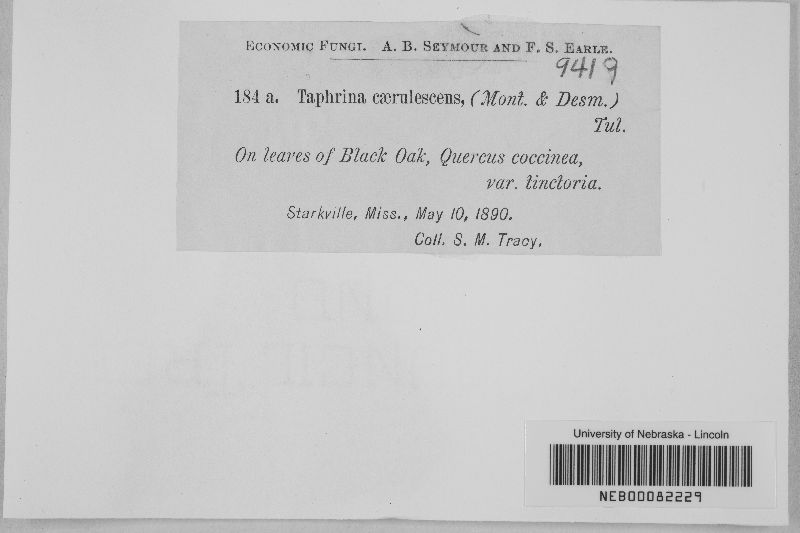 ECONOMIC FUNGI. A. B. SEYMOUR AND F. S. EARLE.
9419
184 a. Taphrina cærulescens, (Mont. & Desm.)
Tul.
On leaves of Black Oak, Quercus coccinea,
var. tinctoria.
Starkville, Miss., May 10, 1890.
Coll. S. M. Tracy.
University of Nebraska - Lincoln
NEB00082229